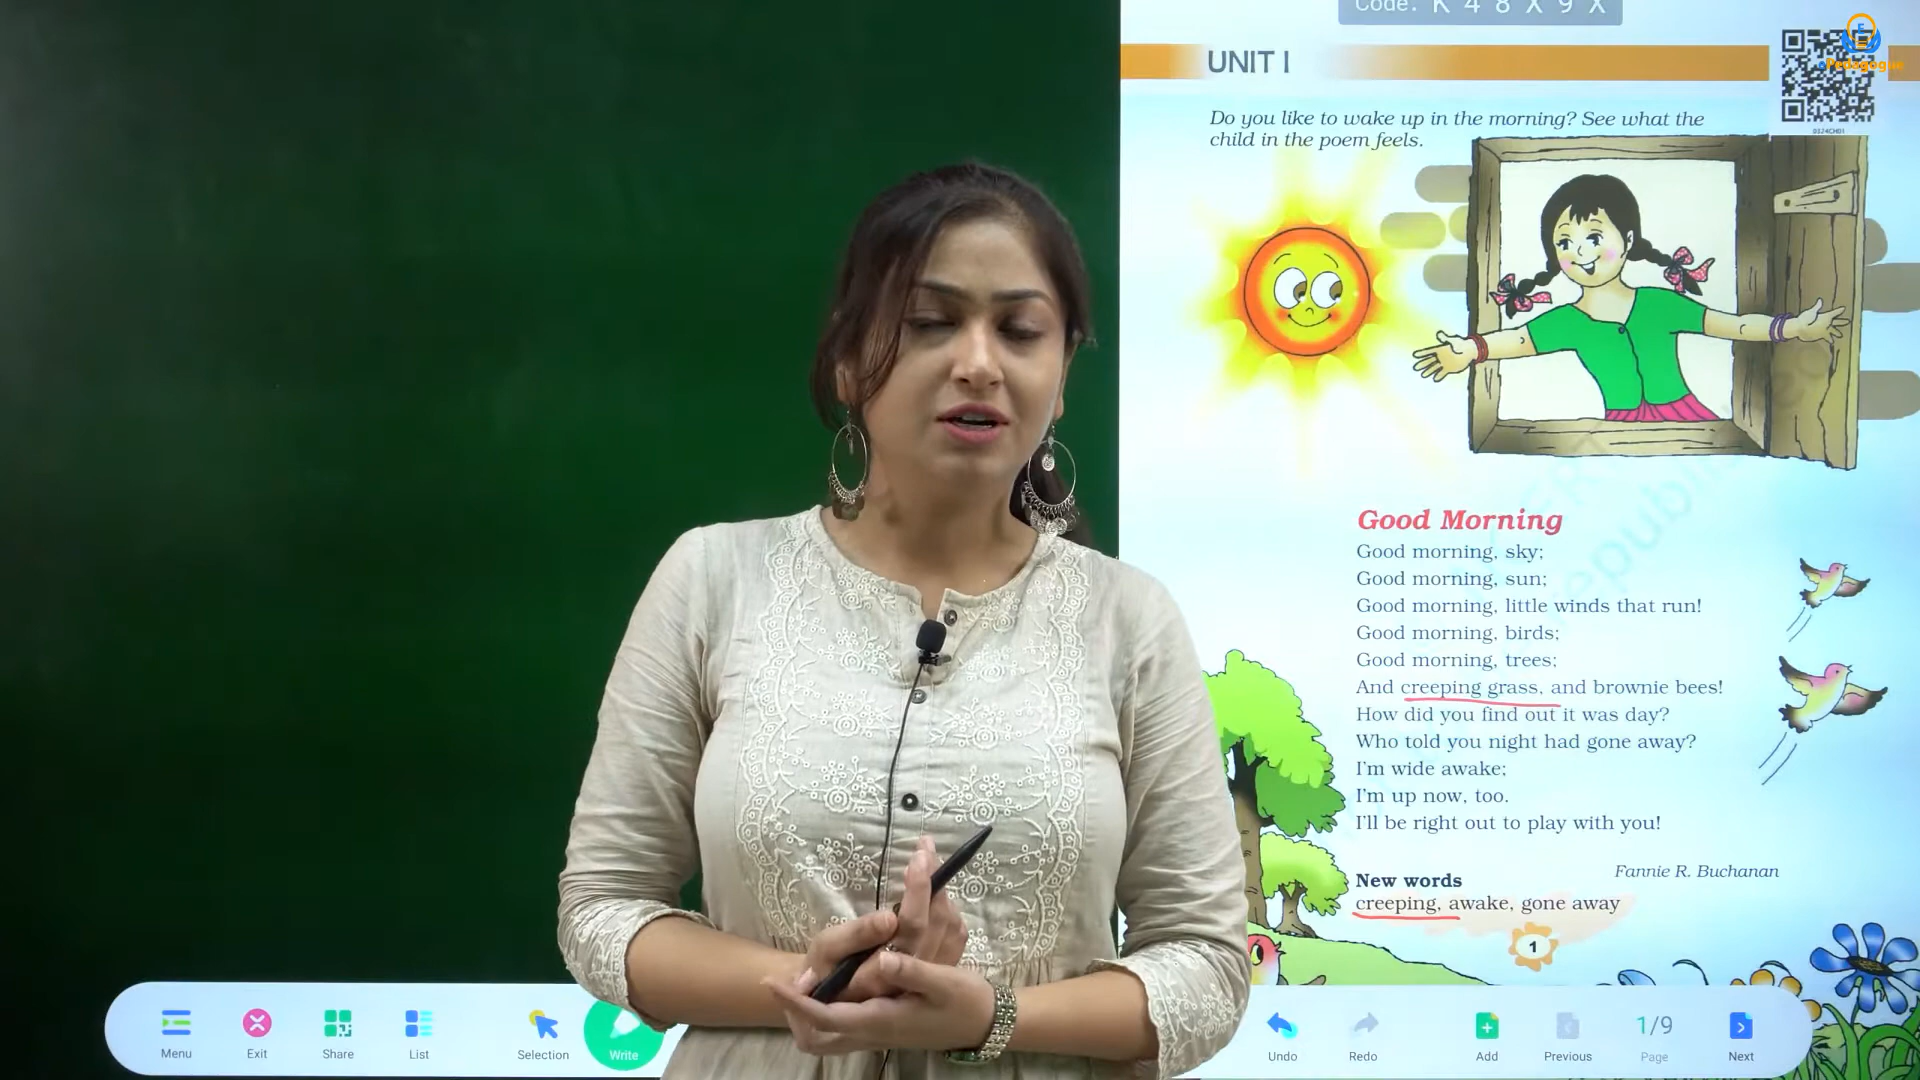 Code: K 4 8 X 9 X
UNIT I
Pedagogue
0324CH01
Do you like to wake up in the morning? See what the
child in the poem feels.
Good Morning
Good morning, sky;
Good morning, sun;
Good morning, little winds that run!
Good morning, birds;
Good morning, trees;
And creeping grass, and brownie bees!
How did you find out it was day?
Who told you night had gone away?
I'm wide awake;
I'm up now, too.
I'll be right out to play with you!
Fannie R. Buchanan
New words
creeping, awake, gone away
1
Menu
Exit
Share
List
Selection
Write
Undo
Redo
Add
Previous
1/9
Page
Next